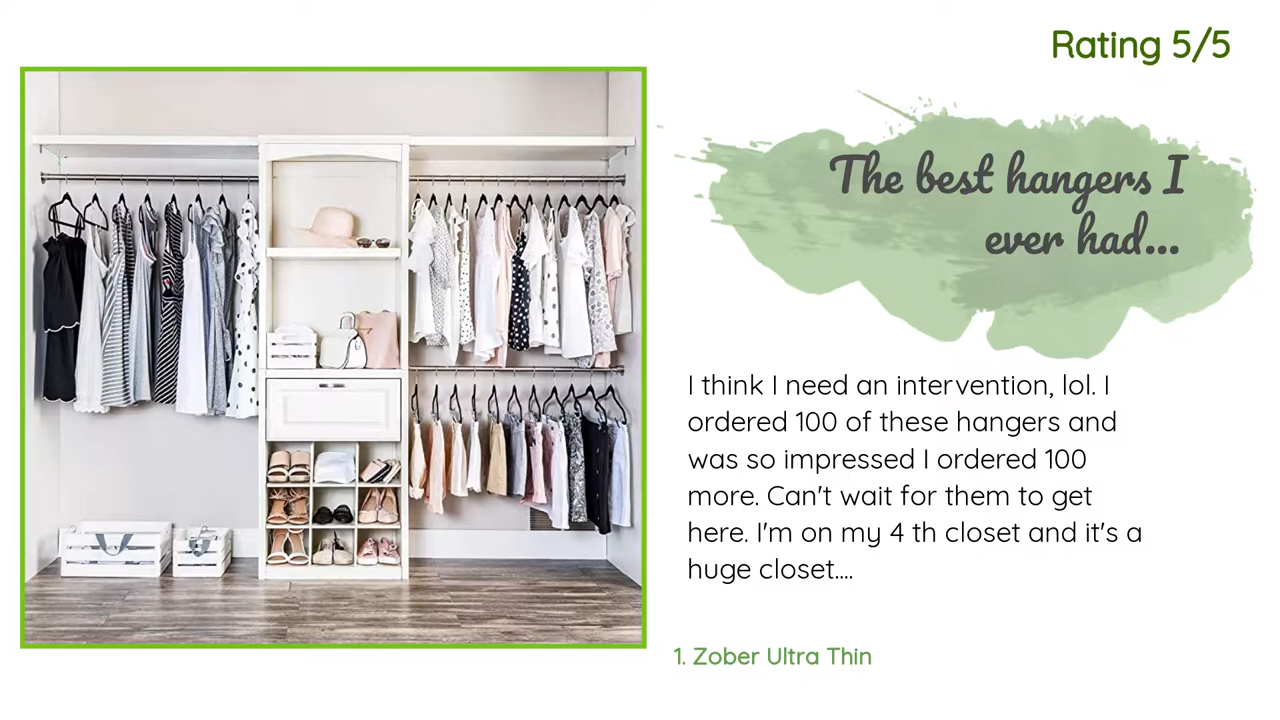 Rating 5/5
The best hangers I
ever had...
I think I need an intervention, lol. I
ordered 100 of these hangers and
was so impressed I ordered 100
more. Can't wait for them to get
here. I'm on my 4 th closet and it's a
huge closet....
1. Zober Ultra Thin